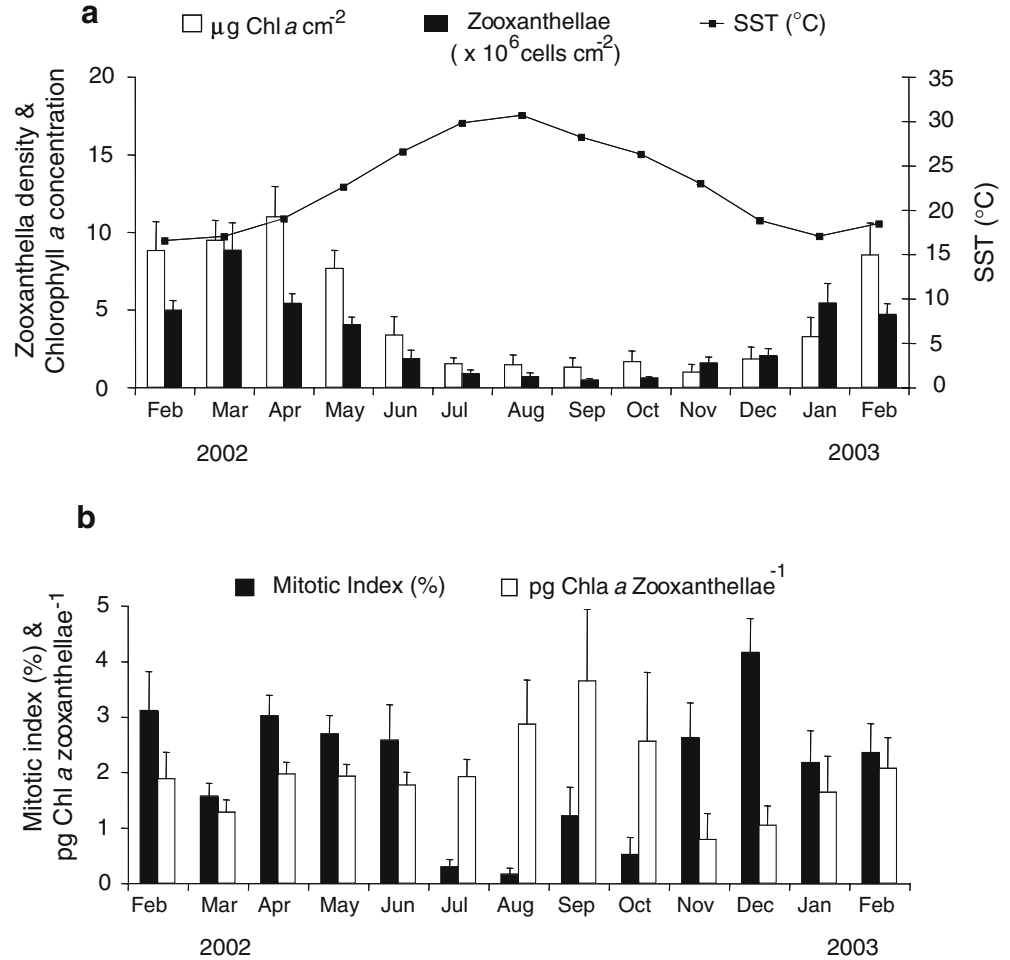 a
μg Chl a cm-2
Zooxanthellae
( x 10 6 cells cm-2)
SST (°C)
Zooxanthella density &
Chlorophyll a concentration
20
15
10
5
0
35
30
25
20
15
10
5
0
SST (°C)
Feb Mar Apr May Jun Jul Aug Sep Oct Nov Dec Jan Feb
2002 2003
b
Mitotic Index (%)
pg Chla a Zooxanthellae-1
Mitotic index (%) &
pg Chl a zooxanthellae-1
5
4
3
2
1
0
Feb Mar Apr May Jun Jul Aug Sep Oct Nov Dec Jan Feb
2002 2003